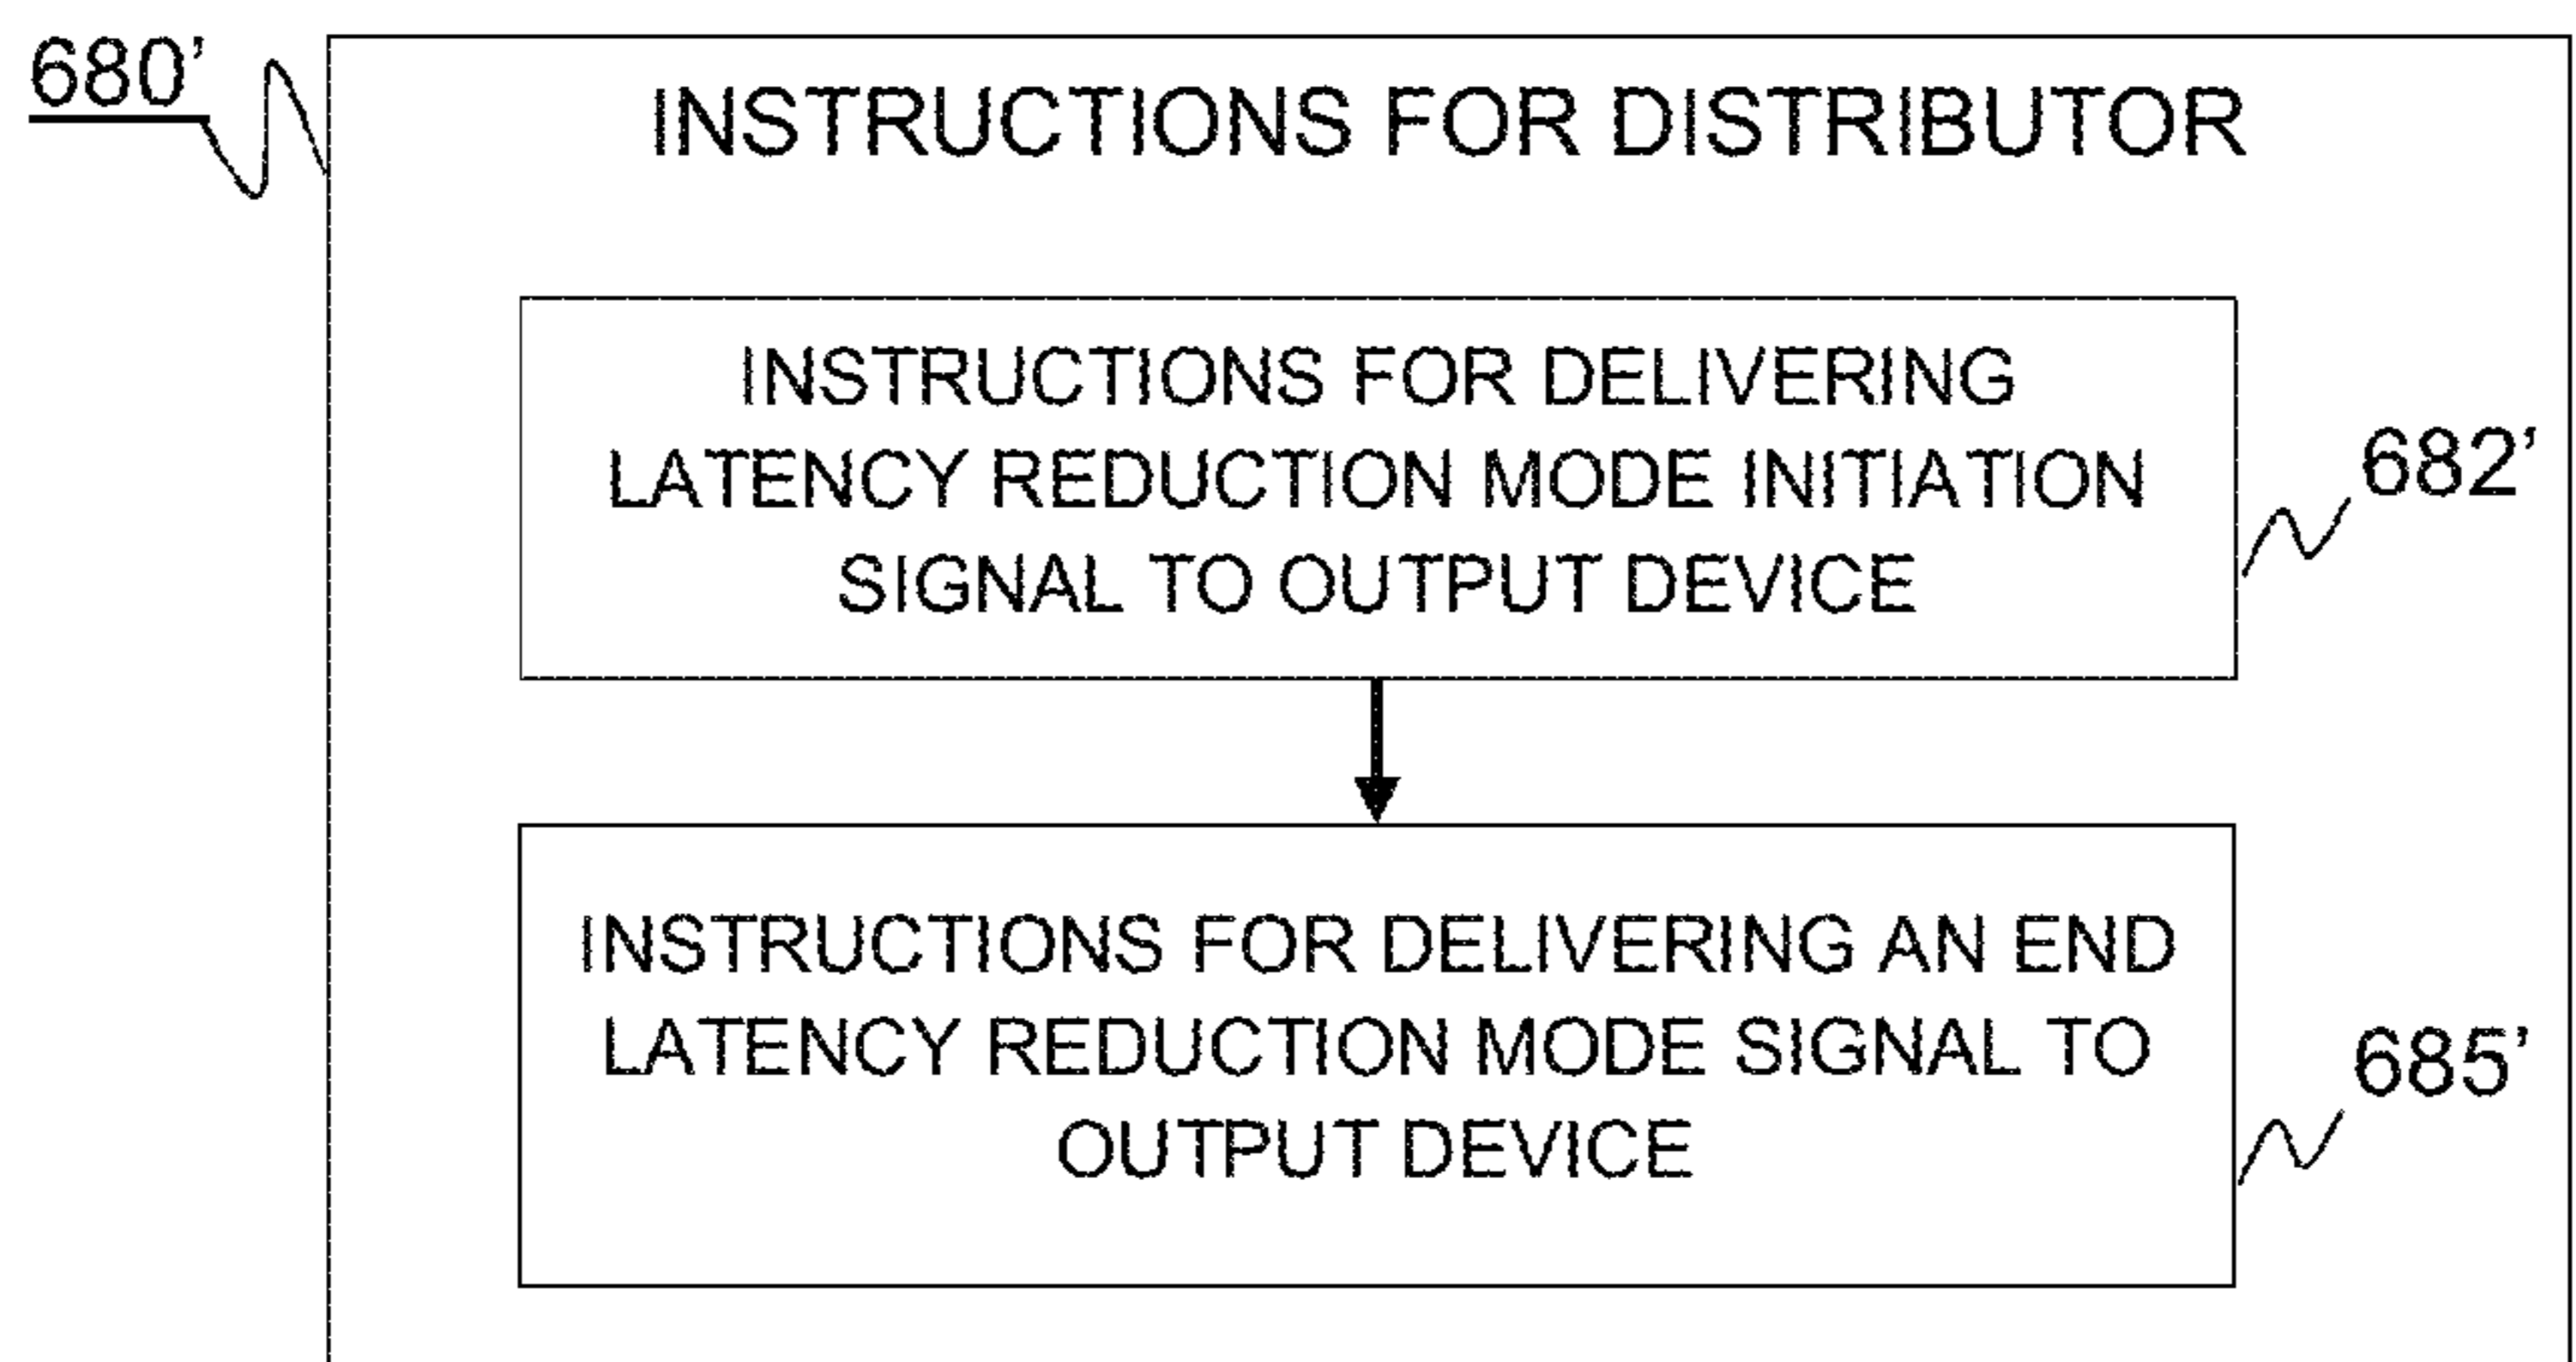 680’
INSTRUCTIONS FOR DISTRIBUTOR
INSTRUCTIONS FOR DELIVERING
LATENCY REDUCTION MODE INITIATION
SIGNAL TO OUTPUT DEVICE
682’
INSTRUCTIONS FOR DELIVERING AN END
LATENCY REDUCTION MODE SIGNAL TO
OUTPUT DEVICE
685’